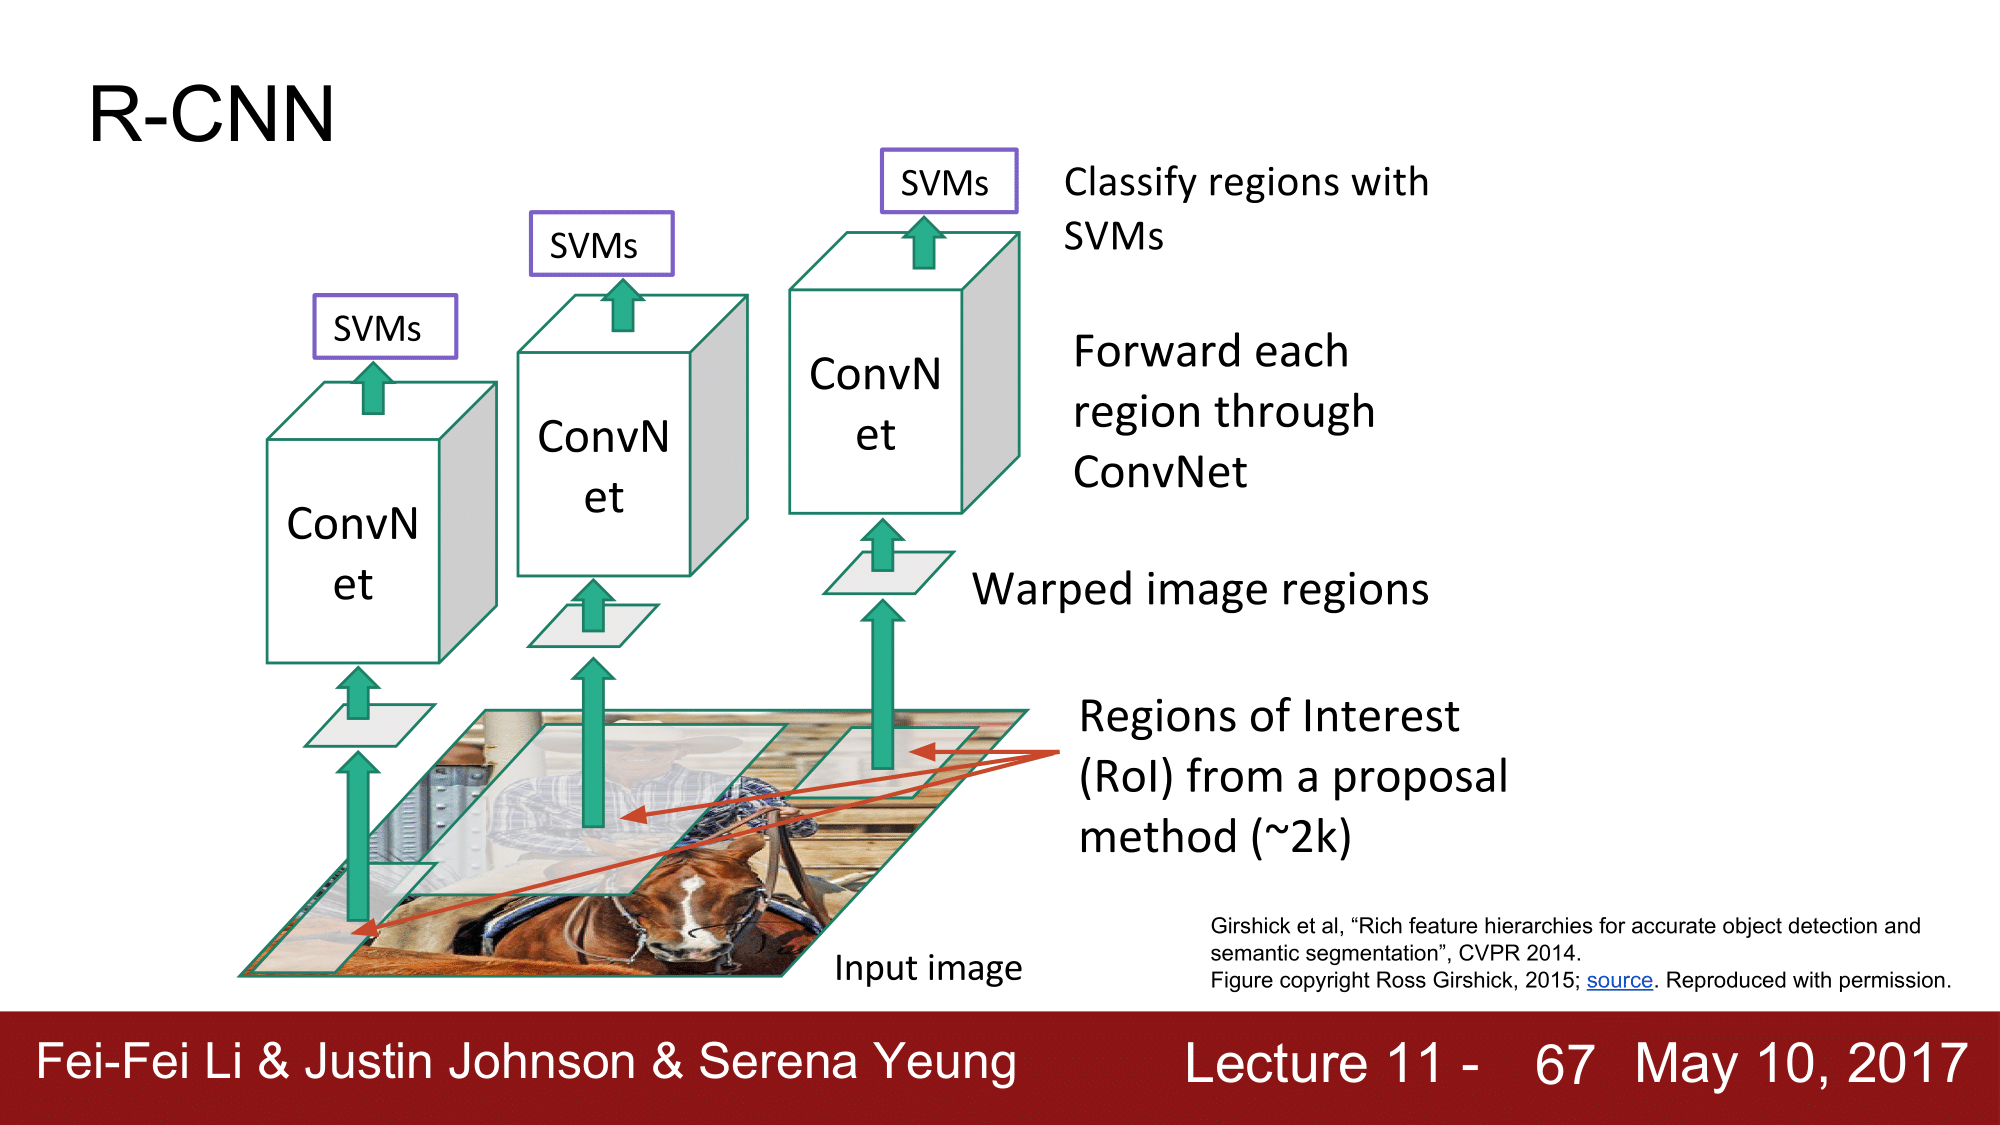 R-CNN
SVMs
Classify regions with
SVMs
SVMs
SVMs
ConvN
et
Forward each
region through
ConvNet
ConvN
et
ConvN
et
Warped image regions
Regions of Interest
(RoI) from a proposal
method (~2k)
Input image
Girshick et al, “Rich feature hierarchies for accurate object detection and
semantic segmentation”, CVPR 2014.
Figure copyright Ross Girshick, 2015; source. Reproduced with permission.
Fei-Fei Li & Justin Johnson & Serena Yeung
Lecture 11 - 67 May 10, 2017